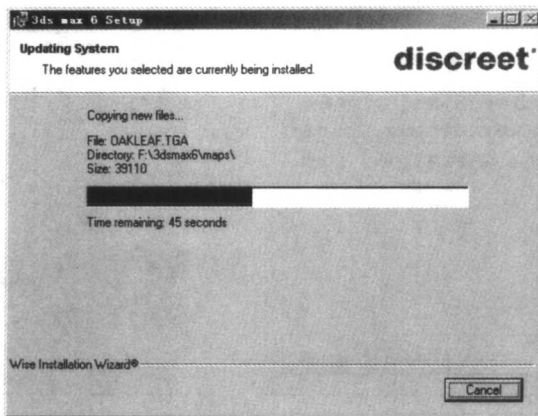 3ds max 6 Setup
Updating System
The features you selected are currently being installed.
discreet*
Copying new files...
File: OAKLEAF.TGA
Directory: F:\3dsmax6\maps\
Size: 39110
Time remaining: 45 seconds
Wise Installation Wizard®
Cancel